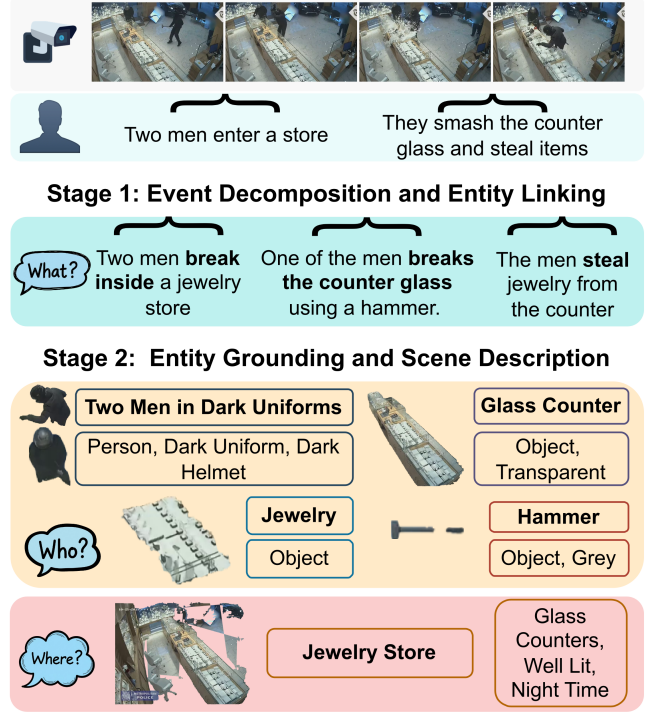 Two men enter a store
They smash the counter
glass and steal items
Stage 1: Event Decomposition and Entity Linking
What?
Two men break
inside a jewelry
store
One of the men breaks
the counter glass
using a hammer.
The men steal
jewelry from
the counter
Stage 2: Entity Grounding and Scene Description
Two Men in Dark Uniforms
Person, Dark Uniform, Dark
Helmet
Glass Counter
Object,
Transparent
Who?
Jewelry
Object
Hammer
Object, Grey
Where?
Jewelry Store
Glass
Counters,
Well Lit,
Night Time